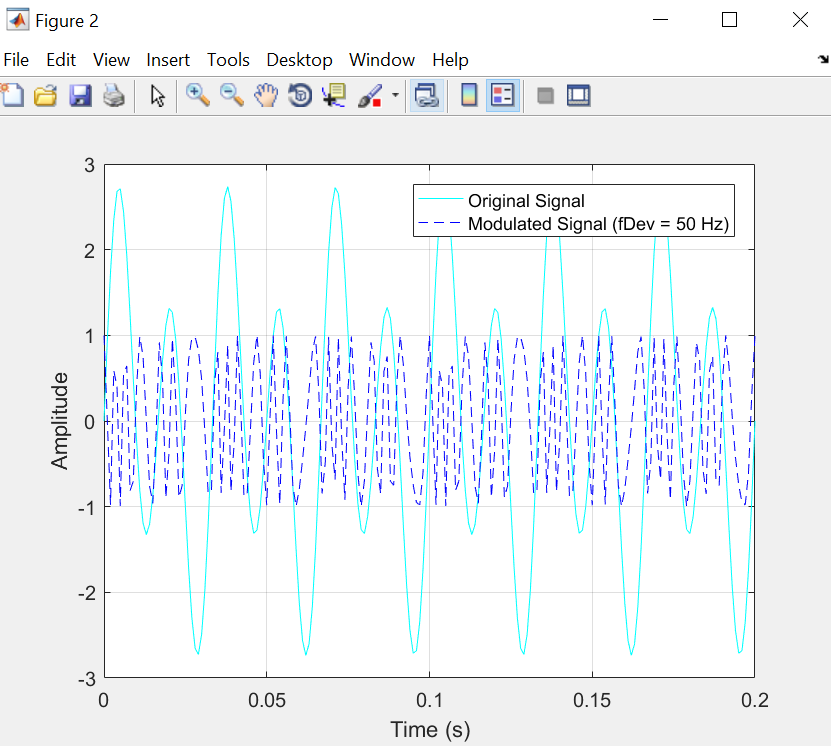 Figure 2
File Edit View Insert Tools Desktop Window Help
3
2
1
0
-1
-2
-3
Amplitude
Original Signal
Modulated Signal (fDev = 50 Hz)
0 0.05 0.1 0.15 0.2
Time (s)